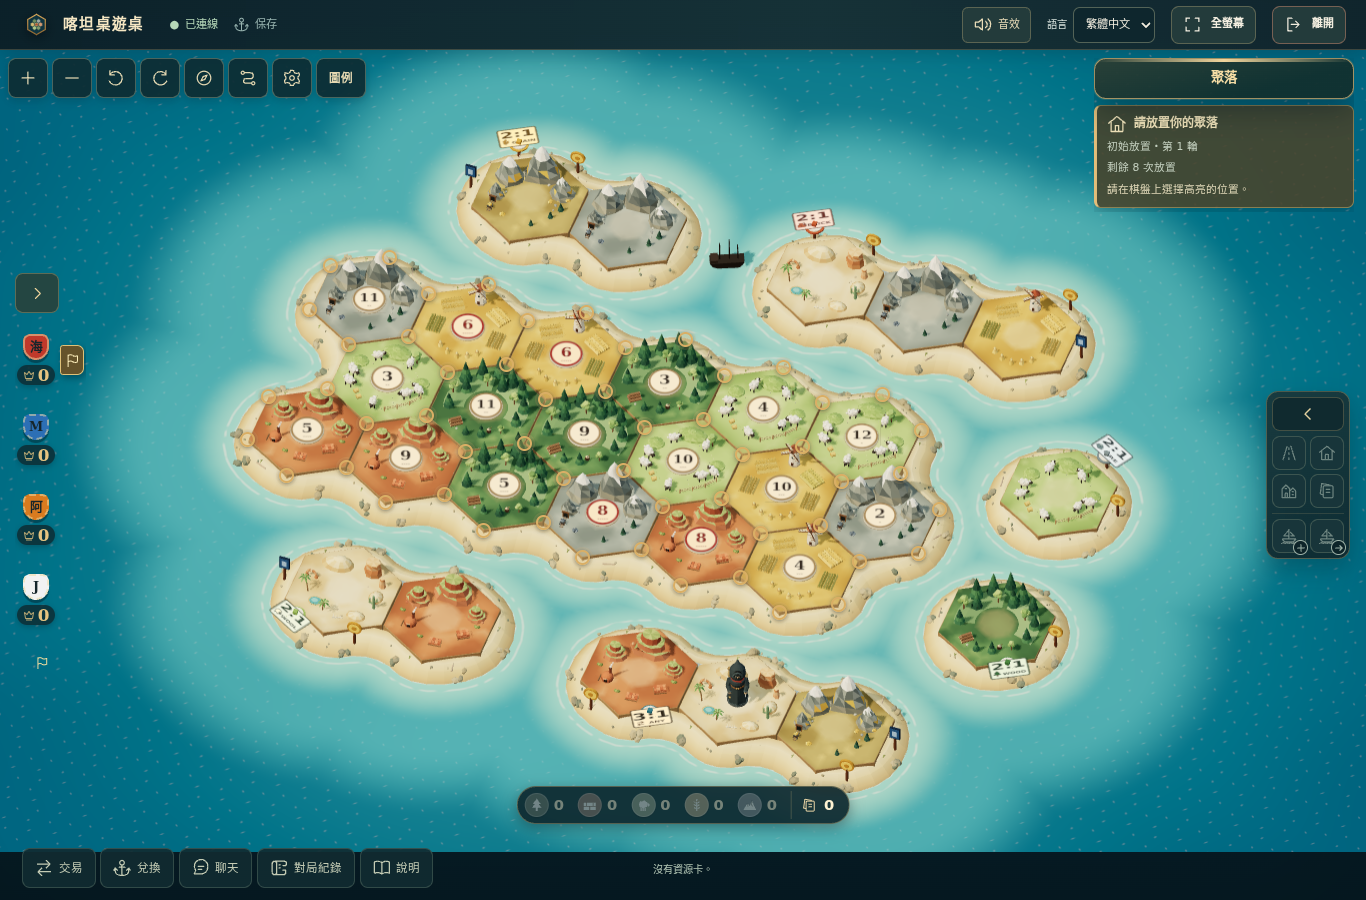 喀坦桌遊桌
已連線
保存
音效
語言
繁體中文
全螢幕
離開
圖例
聚落
請放置你的聚落
初始放置・第 1 輪
剩餘 8 次放置
請在棋盤上選擇高亮的位置。
2:1
2:1
11
6
6
3
3
11
4
5
9
9
12
10
5
10
8
2
8
4
2:1
2:1
2:1
WOOD
3:1
ANY
海
0
M
0
阿
0
J
0
0
0
0
0
0
0
交易
兌換
聊天
對局紀錄
說明
沒有資源卡。